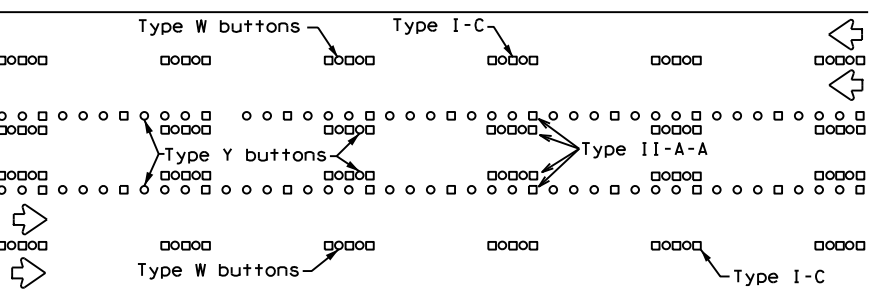 Type W buttons
Type I-C
Type Y buttons
Type II-A-A
Type W buttons
Type I-C